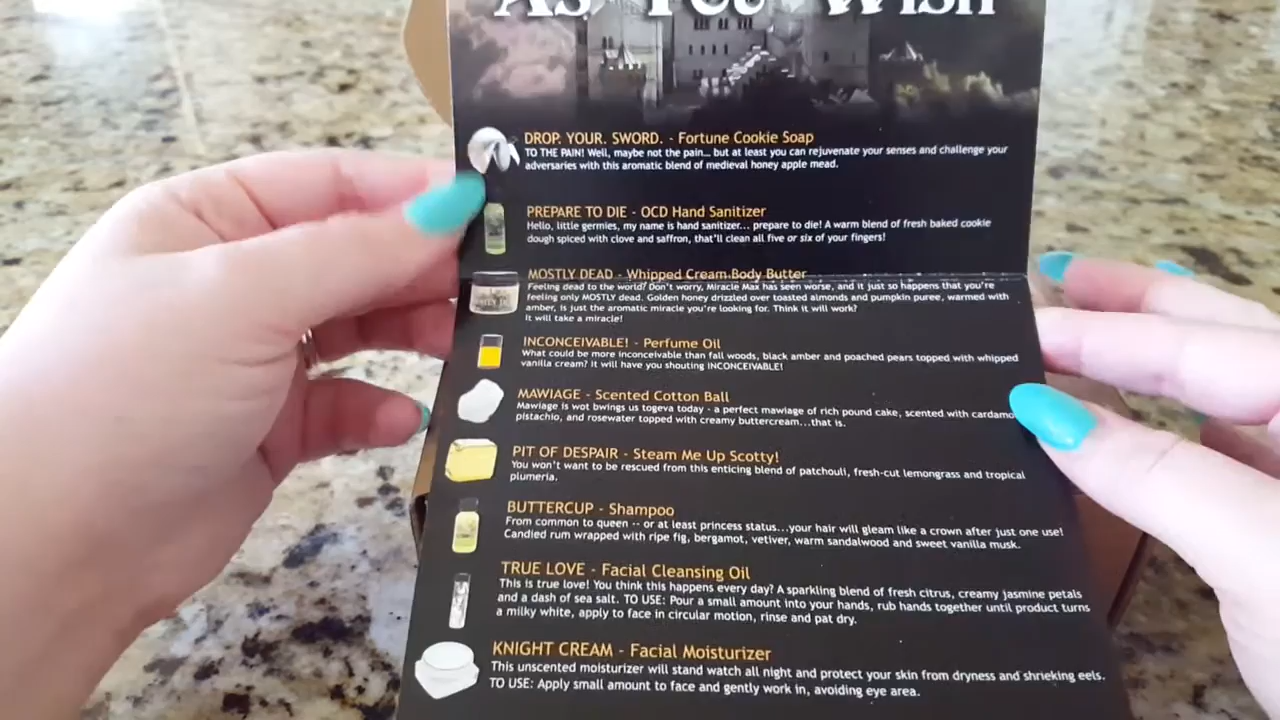 As You Wish
DROP. YOUR. SWORD. - Fortune Cookie Soap
TO THE PAIN! Well, maybe not the pain... but at least you can rejuvenate your senses and challenge your
adversaries with this aromatic blend of medieval honey apple mead.
PREPARE TO DIE - OCD Hand Sanitizer
Hello, little germies, my name is hand sanitizer... prepare to die! A warm blend of fresh baked cookie
dough spiced with clove and saffron, that'll clean all five or six of your fingers!
MOSTLY DEAD - Whipped Cream Body Butter
Feeling dead to the world? Don't worry, Miracle Max has seen worse, and it just so happens that you're
feeling only MOSTLY dead. Golden honey drizzled over toasted almonds and pumpkin puree, warmed with
amber, is just the aromatic miracle you're looking for. Think it will work?
It will take a miracle!
INCONCEIVABLE! - Perfume Oil
What could be more inconceivable than fall woods, black amber and poached pears topped with whipped
vanilla cream? It will have you shouting INCONCEIVABLE!
MAWIAGE - Scented Cotton Ball
Mawiage is wot bwings us togeva today - a perfect mawiage of rich pound cake, scented with cardamo
pistachio, and rosewater topped with creamy buttercream...that is.
PIT OF DESPAIR - Steam Me Up Scotty!
You won't want to be rescued from this enticing blend of patchouli, fresh-cut lemongrass and tropical
plumeria.
BUTTERCUP - Shampoo
From common to queen -- or at least princess status...your hair will gleam like a crown after just one use!
Candied rum wrapped with ripe fig, bergamot, vetiver, warm sandalwood and sweet vanilla musk.
TRUE LOVE - Facial Cleansing Oil
This is true love! You think this happens every day? A sparkling blend of fresh citrus, creamy jasmine petals
and a dash of sea salt. TO USE: Pour a small amount into your hands, rub hands together until product turns
a milky white, apply to face in circular motion, rinse and pat dry.
KNIGHT CREAM - Facial Moisturizer
This unscented moisturizer will stand watch all night and protect your skin from dryness and shrieking eels.
TO USE: Apply small amount to face and gently work in, avoiding eye area.